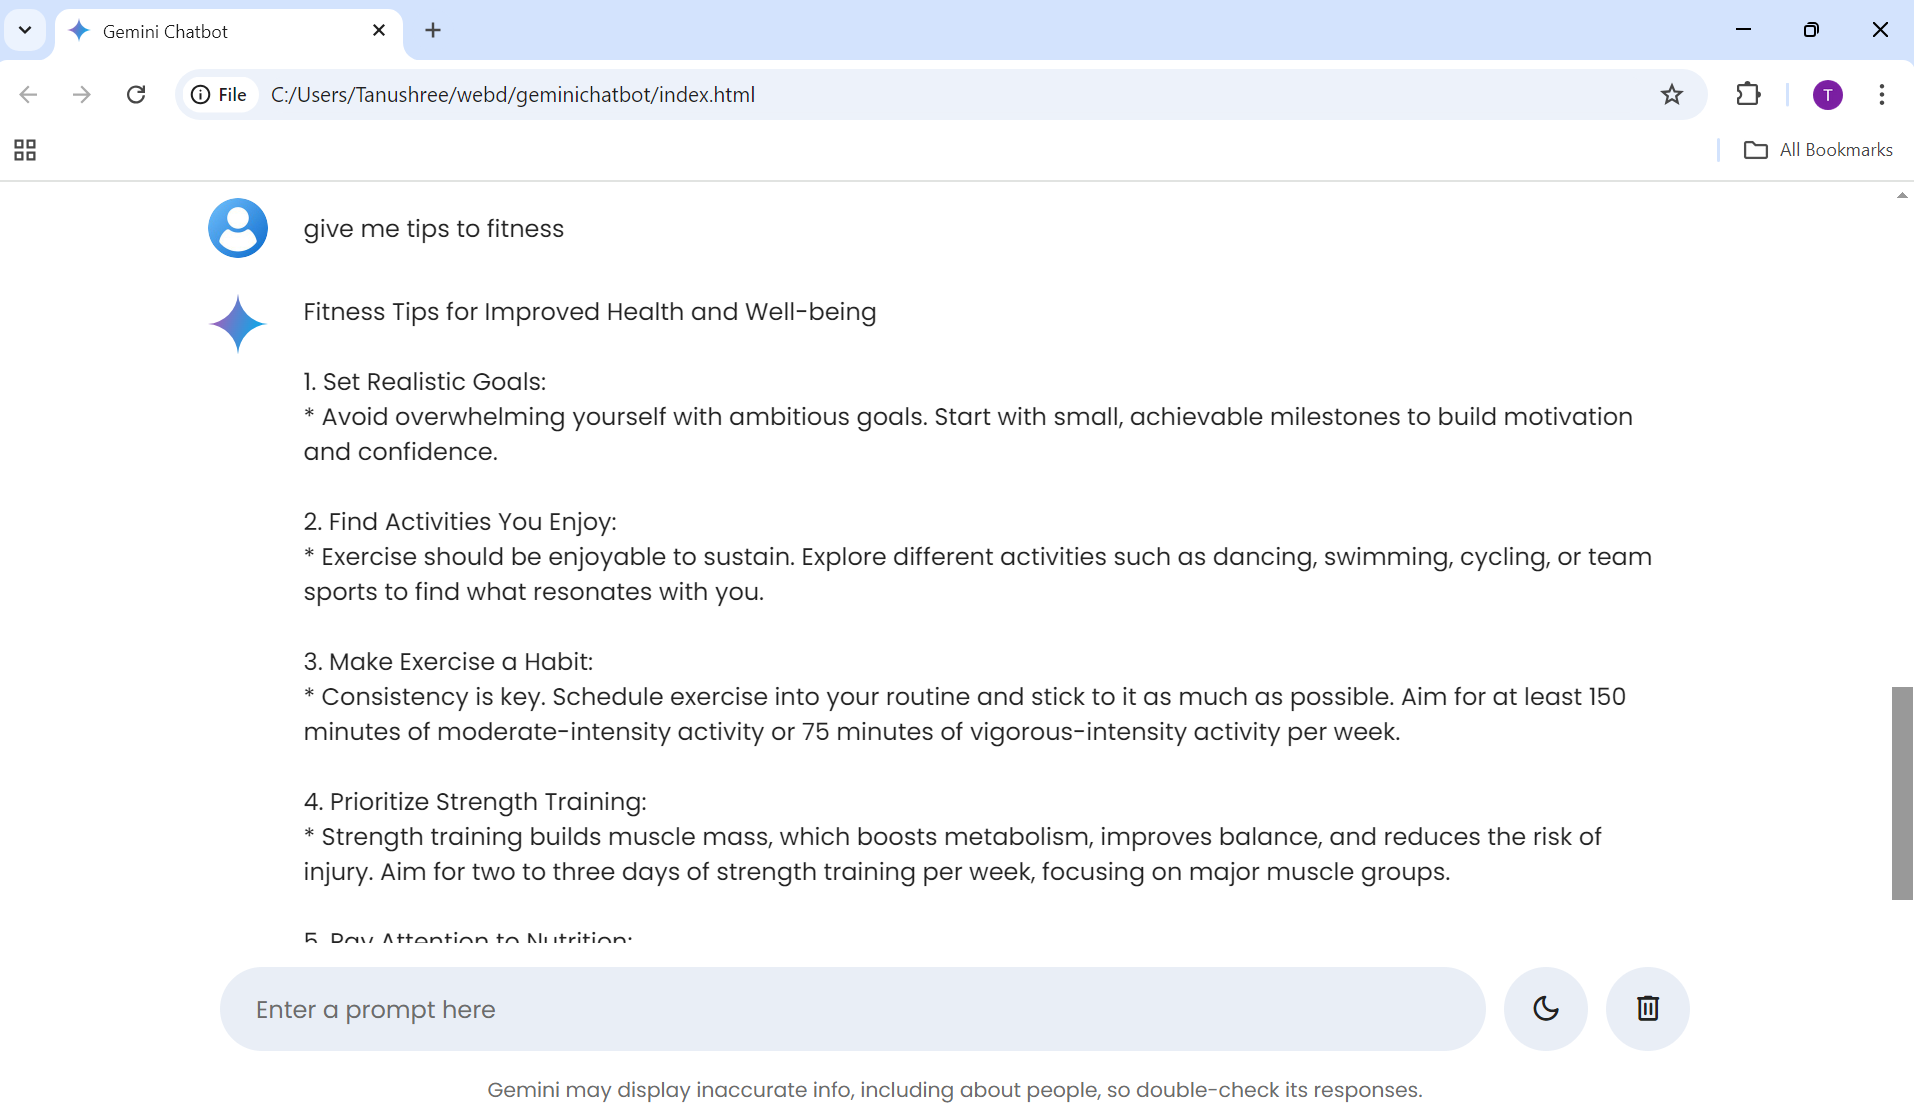 Gemini Chatbot
File
C:/Users/Tanushree/webd/geminichatbot/index.html
T
All Bookmarks
give me tips to fitness
Fitness Tips for Improved Health and Well-being
1. Set Realistic Goals:
* Avoid overwhelming yourself with ambitious goals. Start with small, achievable milestones to build motivation
and confidence.
2. Find Activities You Enjoy:
* Exercise should be enjoyable to sustain. Explore different activities such as dancing, swimming, cycling, or team
sports to find what resonates with you.
3. Make Exercise a Habit:
* Consistency is key. Schedule exercise into your routine and stick to it as much as possible. Aim for at least 150
minutes of moderate-intensity activity or 75 minutes of vigorous-intensity activity per week.
4. Prioritize Strength Training:
* Strength training builds muscle mass, which boosts metabolism, improves balance, and reduces the risk of
injury. Aim for two to three days of strength training per week, focusing on major muscle groups.
5. Pay Attention to Nutrition:
Enter a prompt here
Gemini may display inaccurate info, including about people, so double-check its responses.